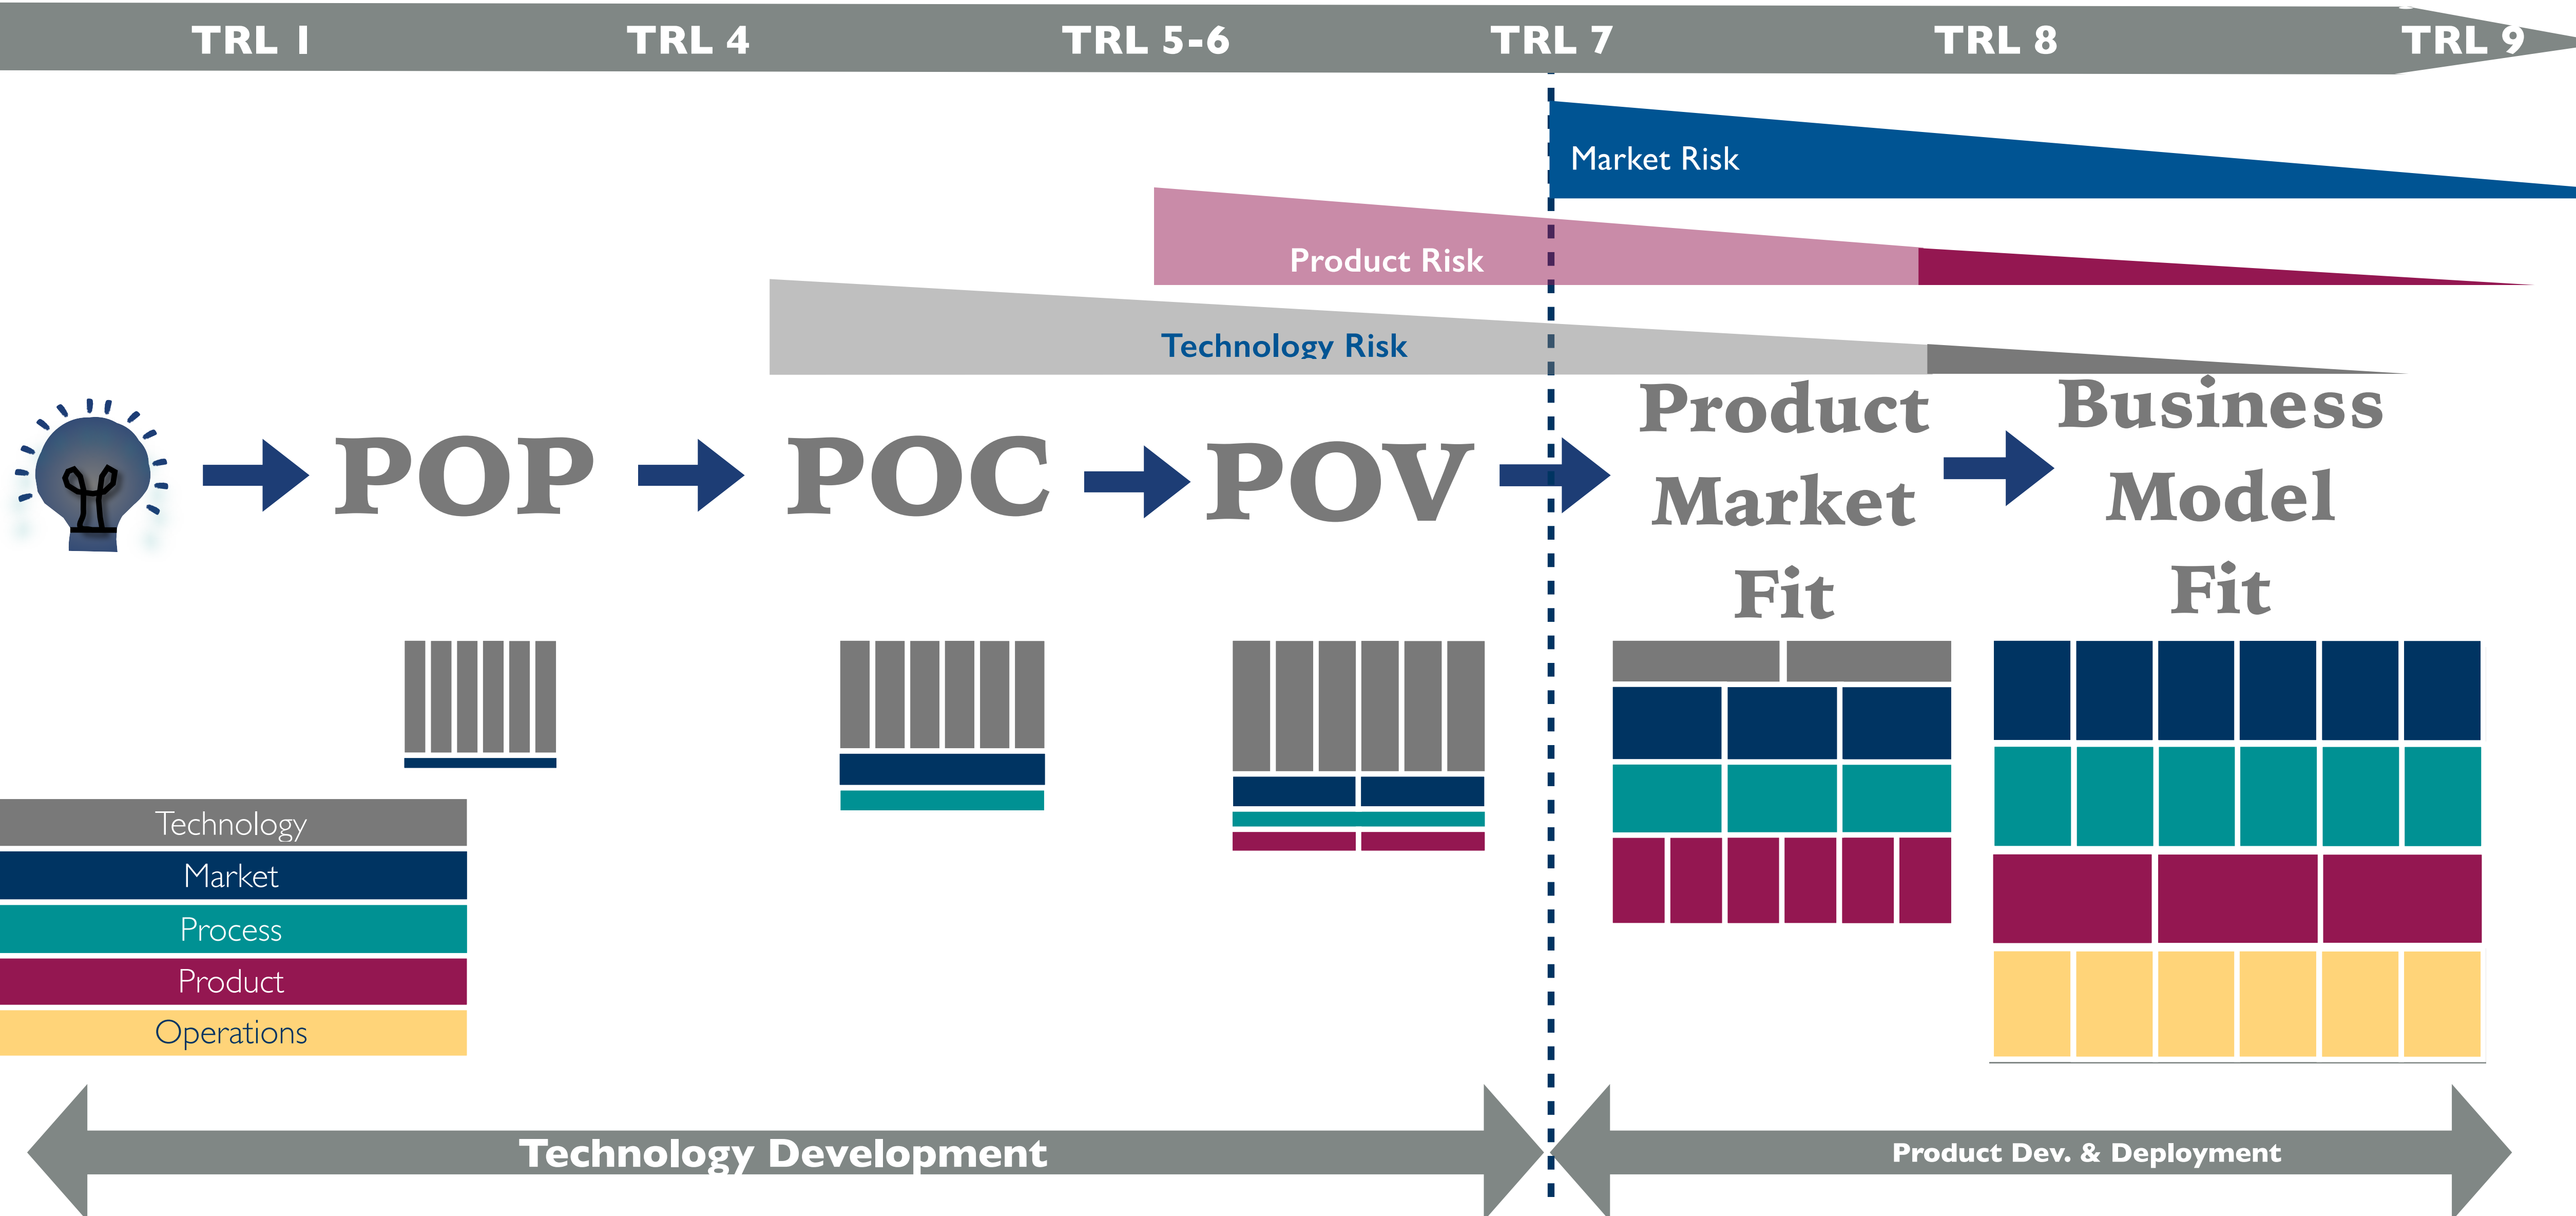 TRL 1 TRL 4 TRL 5-6 TRL 7 TRL 8 TRL 9
Market Risk
Product Risk
Technology Risk
POP POC POV
Product
Market
Fit
Business
Model
Fit
Technology
Market
Process
Product
Operations
Technology Development
Product Dev. & Deployment